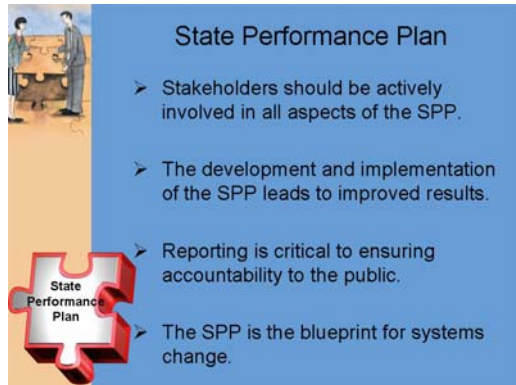 State Performance Plan
➢ Stakeholders should be actively
involved in all aspects of the SPP.
➢ The development and implementation
of the SPP leads to improved results.
➢ Reporting is critical to ensuring
accountability to the public.
➢ The SPP is the blueprint for systems
change.
State
Performance
Plan